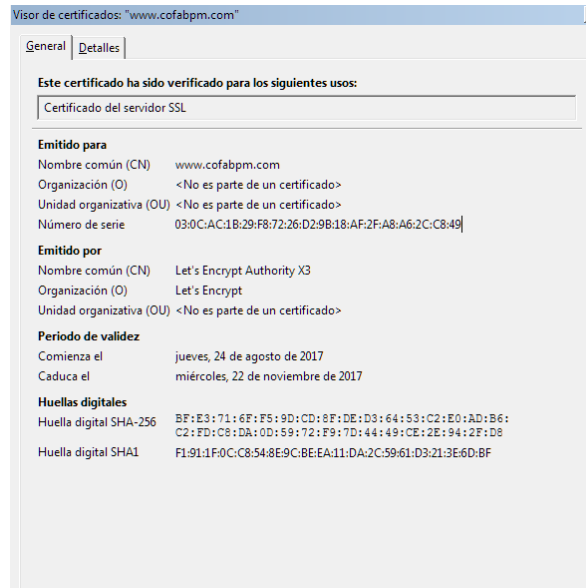 Visor de certificados: "www.cofabpm.com"
General Detalles
Este certificado ha sido verificado para los siguientes usos:
Certificado del servidor SSL
Emitido para
Nombre común (CN) www.cofabpm.com
Organización (O) <No es parte de un certificado>
Unidad organizativa (OU) <No es parte de un certificado>
Número de serie 03:0C:AC:1B:29:F8:72:26:D2:9B:18:AF:2F:A8:A6:2C:C8:49
Emitido por
Nombre común (CN) Let's Encrypt Authority X3
Organización (O) Let's Encrypt
Unidad organizativa (OU) <No es parte de un certificado>
Periodo de validez
Comienza el jueves, 24 de agosto de 2017
Caduca el miércoles, 22 de noviembre de 2017
Huellas digitales
Huella digital SHA-256 BF:E3:71:6F:F5:9D:CD:8F:DE:D3:64:53:C2:E0:AD:B6:
C2:FD:C8:DA:0D:59:72:F9:7D:44:49:CE:2E:94:2F:D8
Huella digital SHA1 F1:91:1F:0C:C8:54:8E:9C:BE:EA:11:DA:2C:59:61:D3:21:3E:6D:BF